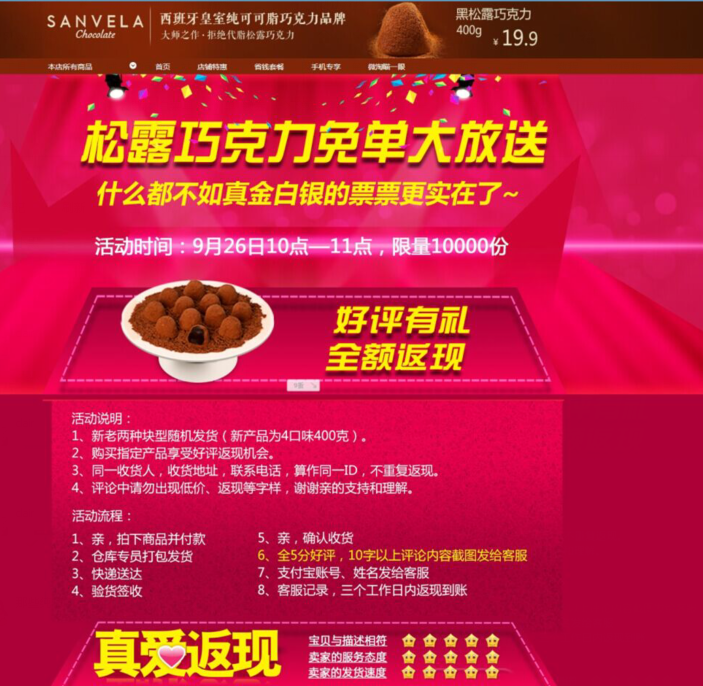 SANVELA
Chocolate
西班牙皇室纯可可脂巧克力品牌
大师之作·拒绝代脂松露巧克力
黑松露巧克力
400g
¥ 19.9
本店所有商品 首页 店铺特惠 省钱套餐 手机专享 微淘瞄一眼
松露巧克力免单大放送
什么都不如真金白银的票票更实在了~
活动时间：9月26日10点—11点，限量10000份
好评有礼
全额返现
活动说明：
1、新老两种块型随机发货（新产品为4口味400克）。
2、购买指定产品享受好评返现机会。
3、同一收货人，收货地址，联系电话，算作同一ID，不重复返现。
4、评论中请勿出现低价、返现等字样，谢谢亲的支持和理解。
活动流程：
1、亲，拍下商品并付款
2、仓库专员打包发货
3、快递送达
4、验货签收
5、亲，确认收货
6、全5分好评，10字以上评论内容截图发给客服
7、支付宝账号、姓名发给客服
8、客服记录，三个工作日内返现到账
真爱返现
宝贝与描述相符
卖家的服务态度
卖家的发货速度